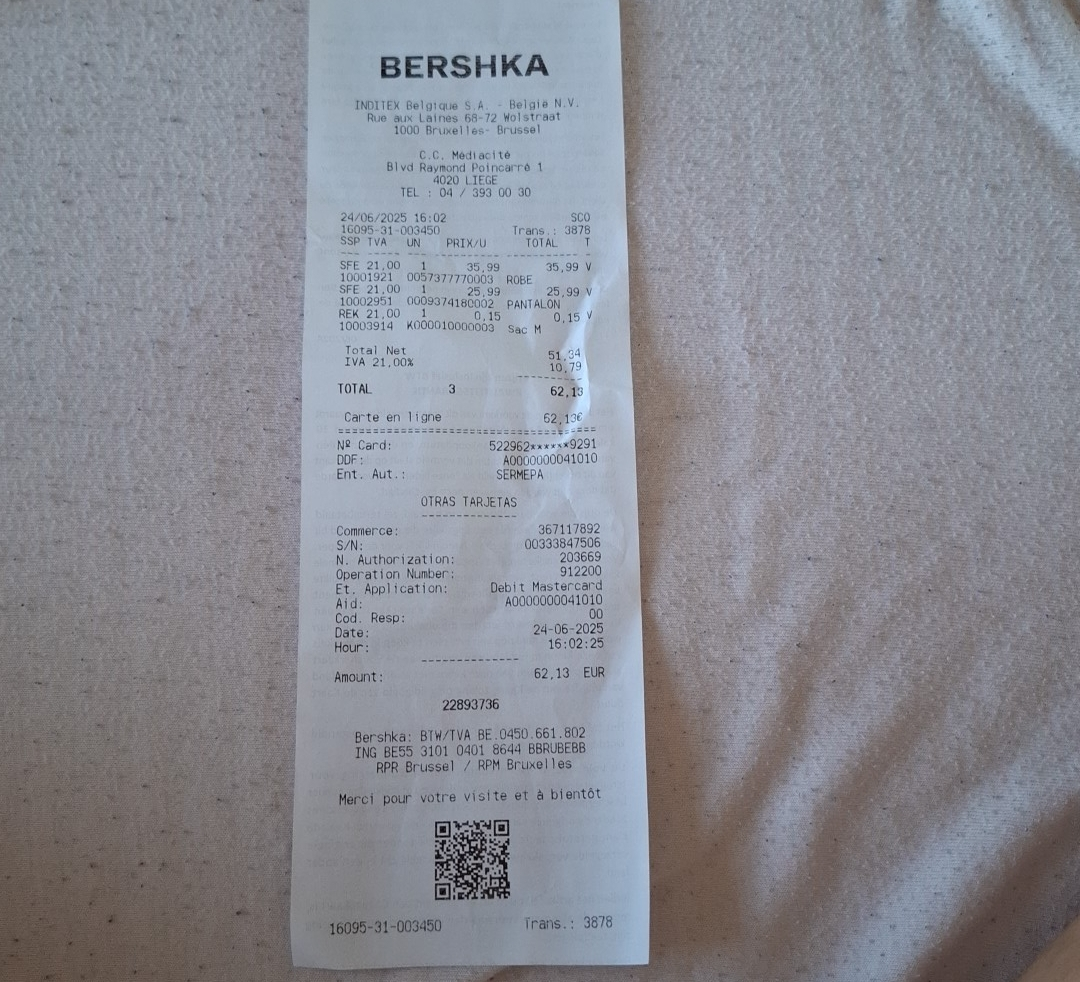 BERSHKA
INDITEX Belgique S.A. - België N.V.
Rue aux Laines 68-72 Wolstraat
1000 Bruxelles- Brussel
C.C. Médiacité
Blvd Raymond Poincarré 1
4020 LIEGE
TEL : 04 / 393 00 30
24/06/2025 16:02 SCO
16095-31-003450 Trans.: 3878
SSP TVA UN PRIX/U TOTAL T
SFE 21,00 1 35,99 35,99 V
10001921 0057377770003 ROBE
SFE 21,00 1 25,99 25,99 V
10002951 0009374180002 PANTALON
REK 21,00 1 0,15 0,15 V
10003914 K000010000003 Sac M
Total Net 51,34
IVA 21,00% 10,79
TOTAL 3 62,13
Carte en ligne 62,13€
Nº Card: 522962******9291
DDF: A0000000041010
Ent. Aut.: SERMEPA
OTRAS TARJETAS
Commerce: 367117892
S/N: 00333847506
N. Authorization: 203669
Operation Number: 912200
Et. Application: Debit Mastercard
Aid: A0000000041010
Cod. Resp: 00
Date: 24-06-2025
Hour: 16:02:25
Amount: 62,13 EUR
22893736
Bershka: BTW/TVA BE.0450.661.802
ING BE55 3101 0401 8644 BBRUBEBB
RPR Brussel / RPM Bruxelles
Merci pour votre visite et à bientôt
16095-31-003450 Trans.: 3878